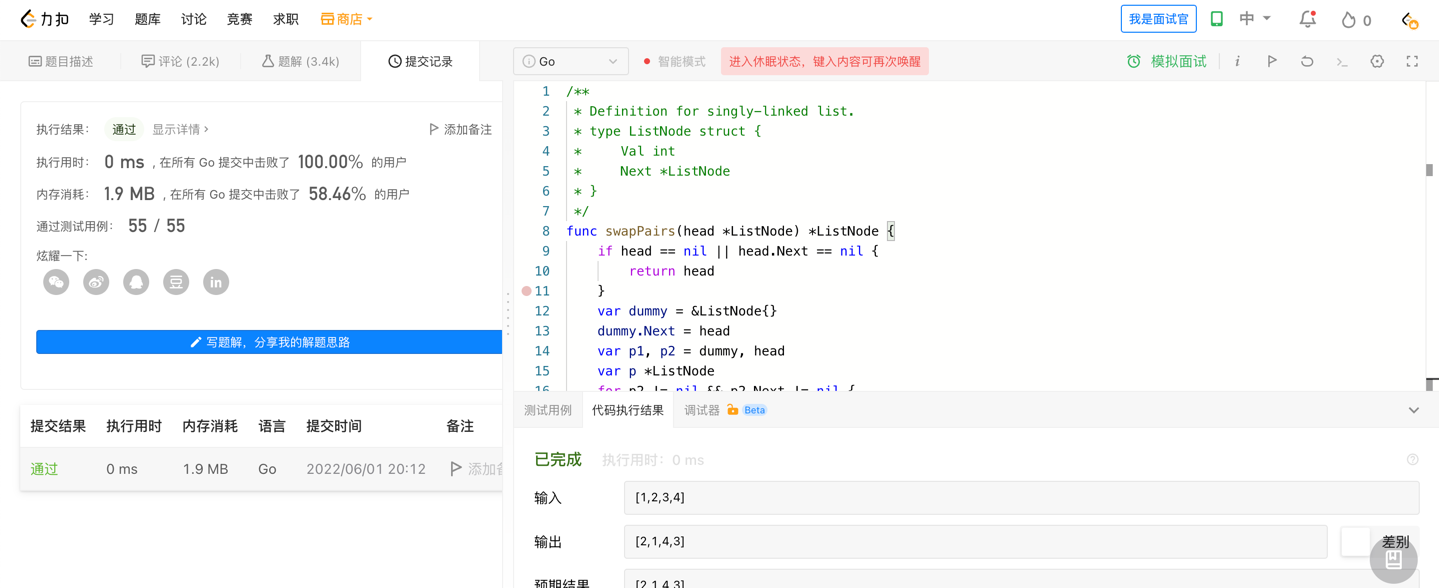 力扣 学习 题库 讨论 竞赛 求职 商店 我是面试官 中 0
题目描述 评论 (2.2k) 题解 (3.4k) 提交记录
Go 智能模式 进入休眠状态，键入内容可再次唤醒 模拟面试
执行结果： 通过 显示详情 › 添加备注
执行用时： 0 ms , 在所有 Go 提交中击败了 100.00% 的用户
内存消耗： 1.9 MB , 在所有 Go 提交中击败了 58.46% 的用户
通过测试用例： 55 / 55
炫耀一下:
写题解，分享我的解题思路
提交结果 执行用时 内存消耗 语言 提交时间 备注
通过 0 ms 1.9 MB Go 2022/06/01 20:12 添加备
1 /**
2 * Definition for singly-linked list.
3 * type ListNode struct {
4 * Val int
5 * Next *ListNode
6 * }
7 */
8 func swapPairs(head *ListNode) *ListNode {
9 if head == nil || head.Next == nil {
10 return head
11 }
12 var dummy = &ListNode{}
13 dummy.Next = head
14 var p1, p2 = dummy, head
15 var p *ListNode
16 for p2 != nil && p2.Next != nil {
测试用例 代码执行结果 调试器 Beta
已完成 执行用时：0 ms
输入 [1,2,3,4]
输出 [2,1,4,3] 差别
预期结果 [2,1,4,3]